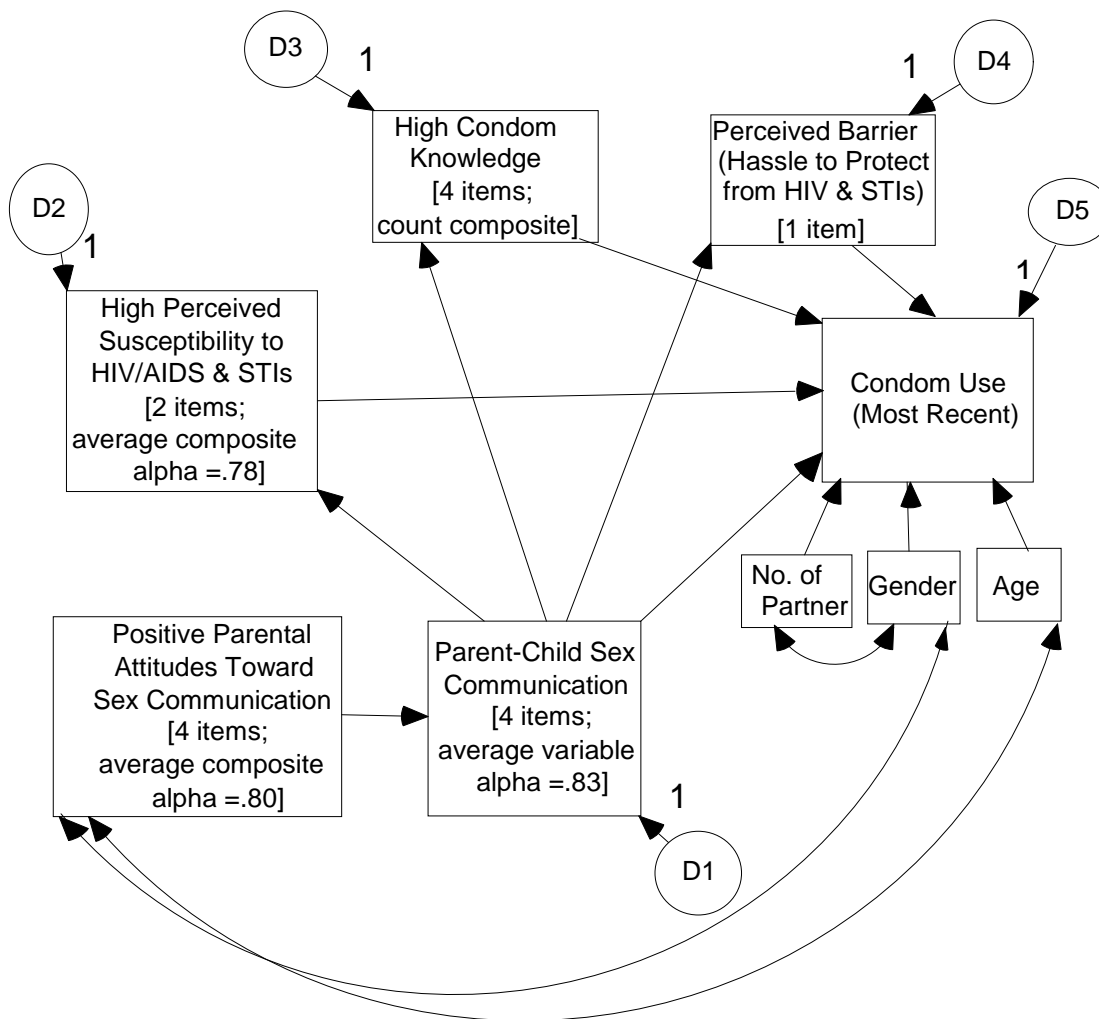 D3
1
D4
1
High Condom
Knowledge
[4 items;
count composite]
Perceived Barrier
(Hassle to Protect
from HIV & STIs)
[1 item]
D2
1
D5
1
High Perceived
Susceptibility to
HIV/AIDS & STIs
[2 items;
average composite
alpha =.78]
Condom Use
(Most Recent)
No. of
Partner
Gender
Age
Positive Parental
Attitudes Toward
Sex Communication
[4 items;
average composite
alpha =.80]
Parent-Child Sex
Communication
[4 items;
average variable
alpha =.83]
1
D1